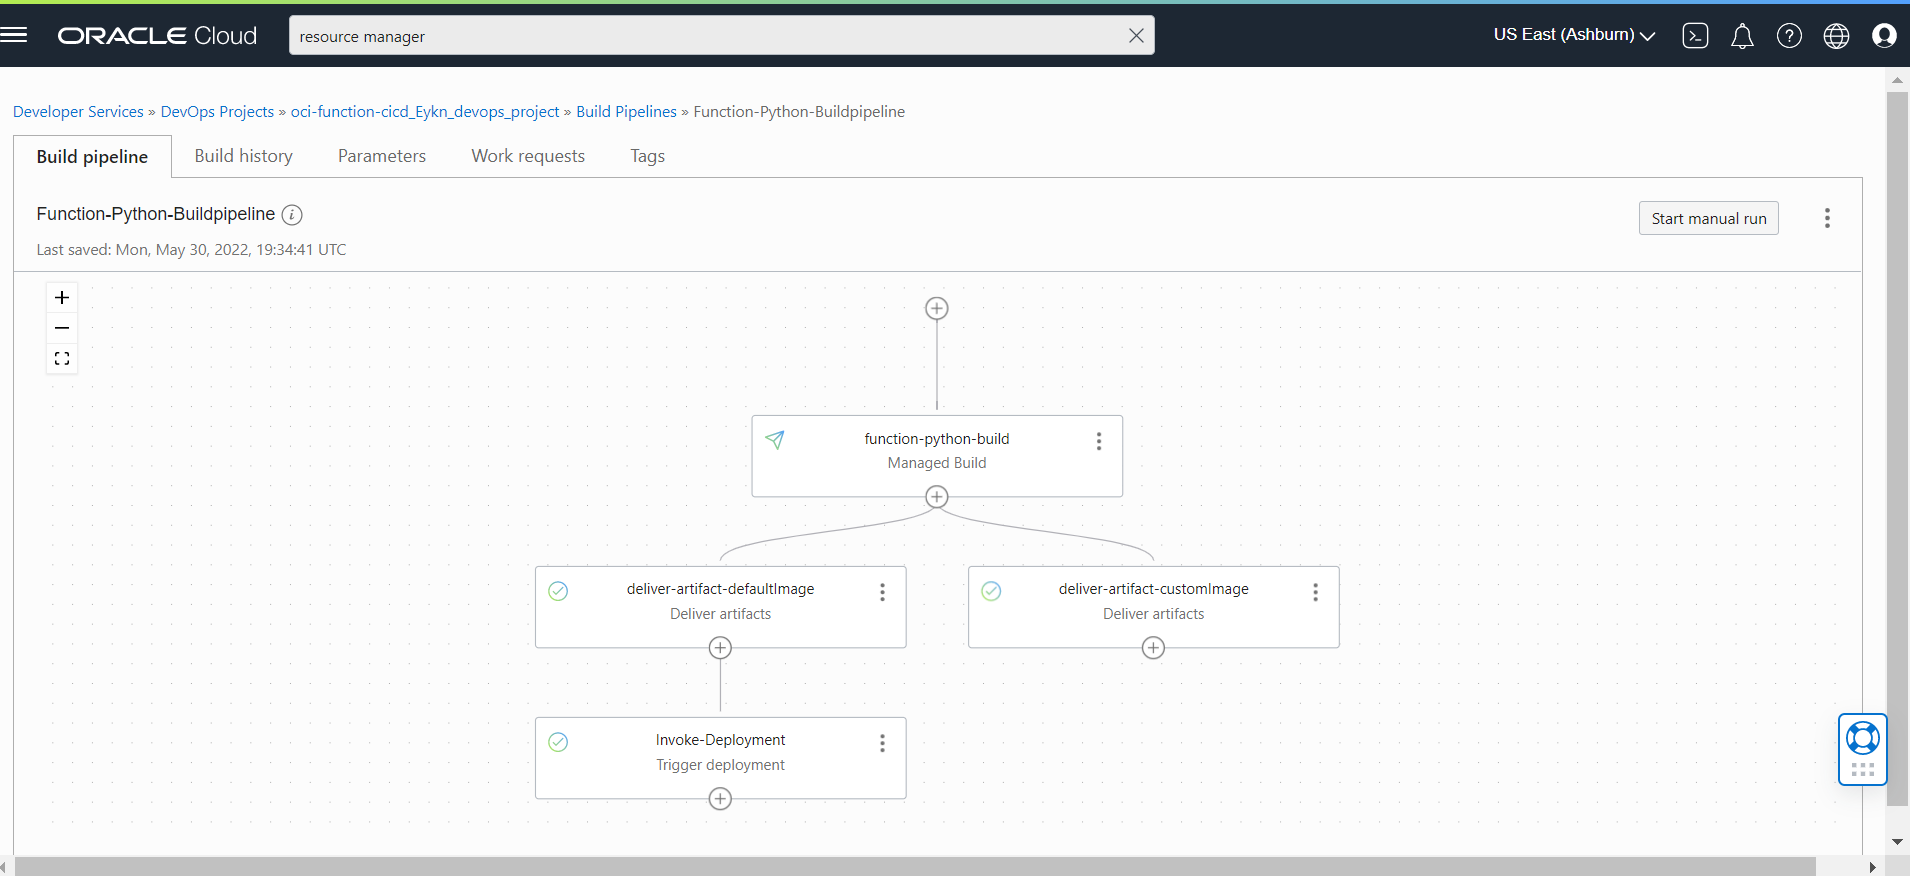 ORACLE Cloud
resource manager
US East (Ashburn)
Developer Services » DevOps Projects » oci-function-cicd_Eykn_devops_project » Build Pipelines » Function-Python-Buildpipeline
Build pipeline Build history Parameters Work requests Tags
Function-Python-Buildpipeline
Start manual run
Last saved: Mon, May 30, 2022, 19:34:41 UTC
function-python-build
Managed Build
deliver-artifact-defaultImage
Deliver artifacts
deliver-artifact-customImage
Deliver artifacts
Invoke-Deployment
Trigger deployment